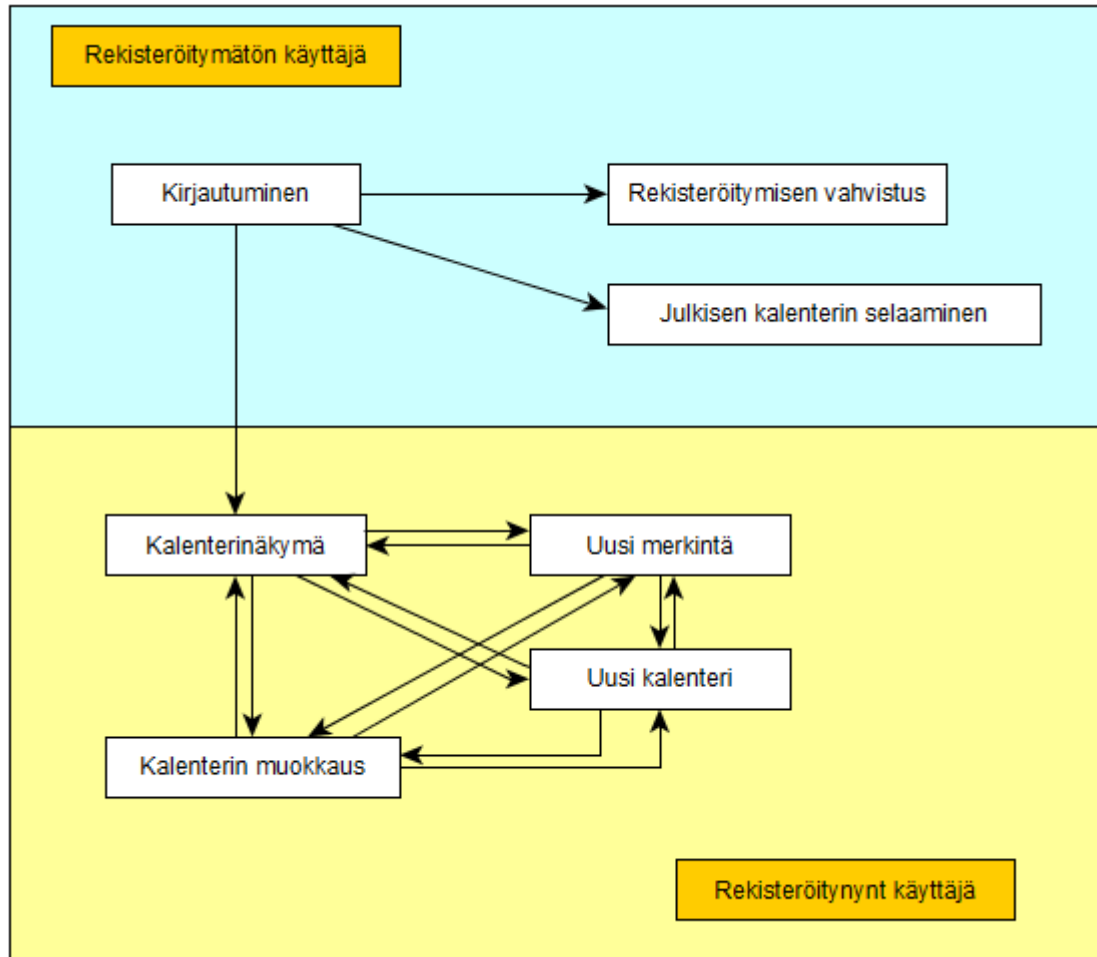 Rekisteröitymätön käyttäjä
Kirjautuminen
Rekisteröitymisen vahvistus
Julkisen kalenterin selaaminen
Kalenterinäkymä
Uusi merkintä
Uusi kalenteri
Kalenterin muokkaus
Rekisteröitynynt käyttäjä